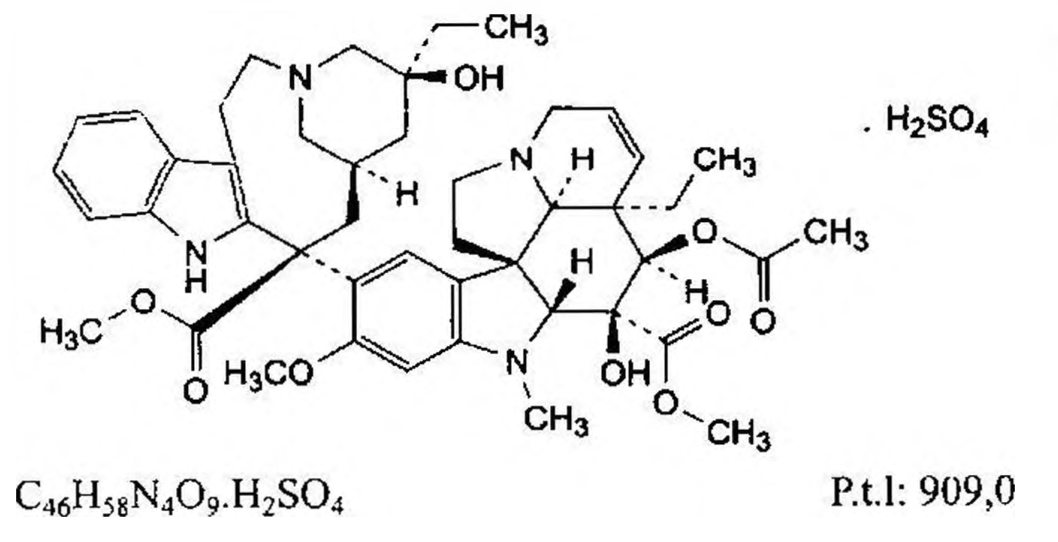 CH₃
N
OH
. H₂SO₄
H
N
H
CH₃
O
CH₃
N
H
H
H
O
O
O
H₃C
O
H₃CO
N
OH
O
CH₃
CH₃
C₄₆H₅₈N₄O₉.H₂SO₄
P.t.l: 909,0